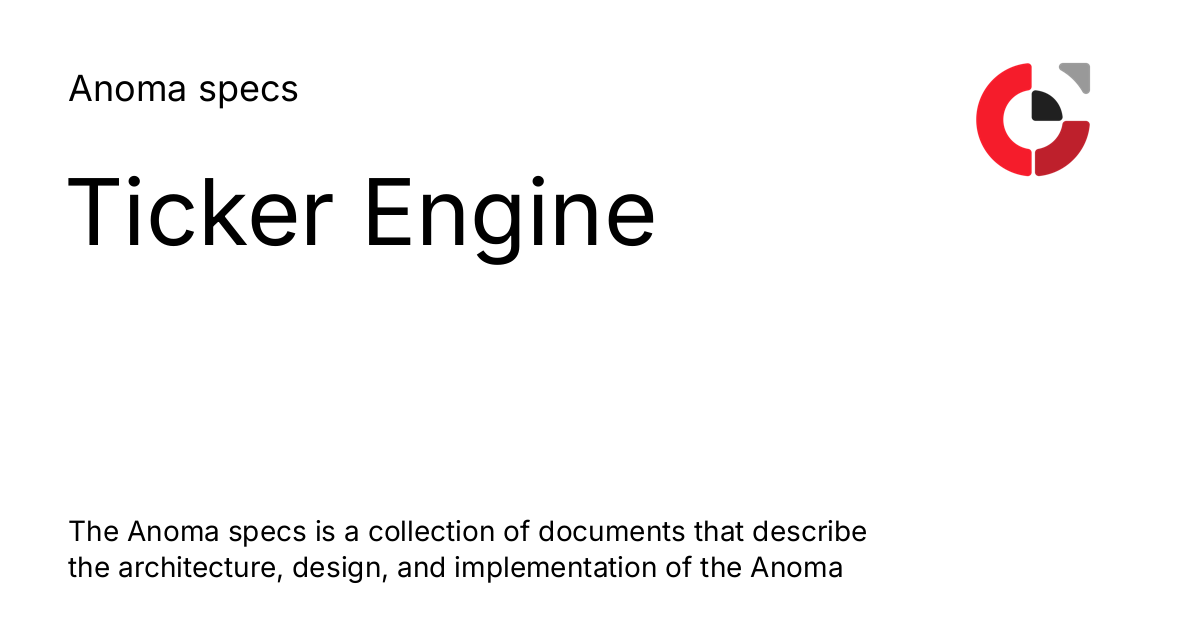 Anoma specs
Ticker Engine
The Anoma specs is a collection of documents that describe
the architecture, design, and implementation of the Anoma